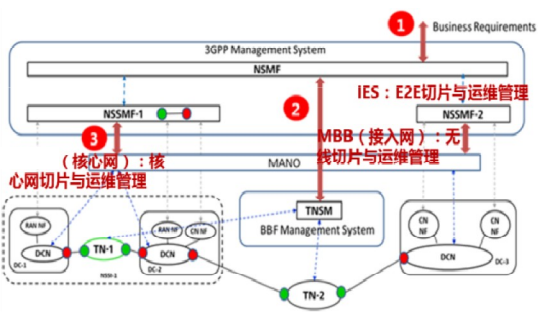 1
Business Requirements
3GPP Management System
NSMF
iES：E2E切片与运维管理
NSSMF-1
2
NSSMF-2
3
MBB（接入网）：无
线切片与运维管理
（核心网）：核
心网切片与运维管理
MANO
TNSM
BBF Management System
RAN NF
DCN
DC-1
TN-1
NSSI-1
RAN NF
CN NF
DCN
DC-2
CN
NF
CN
NF
DCN
DC-3
TN-2